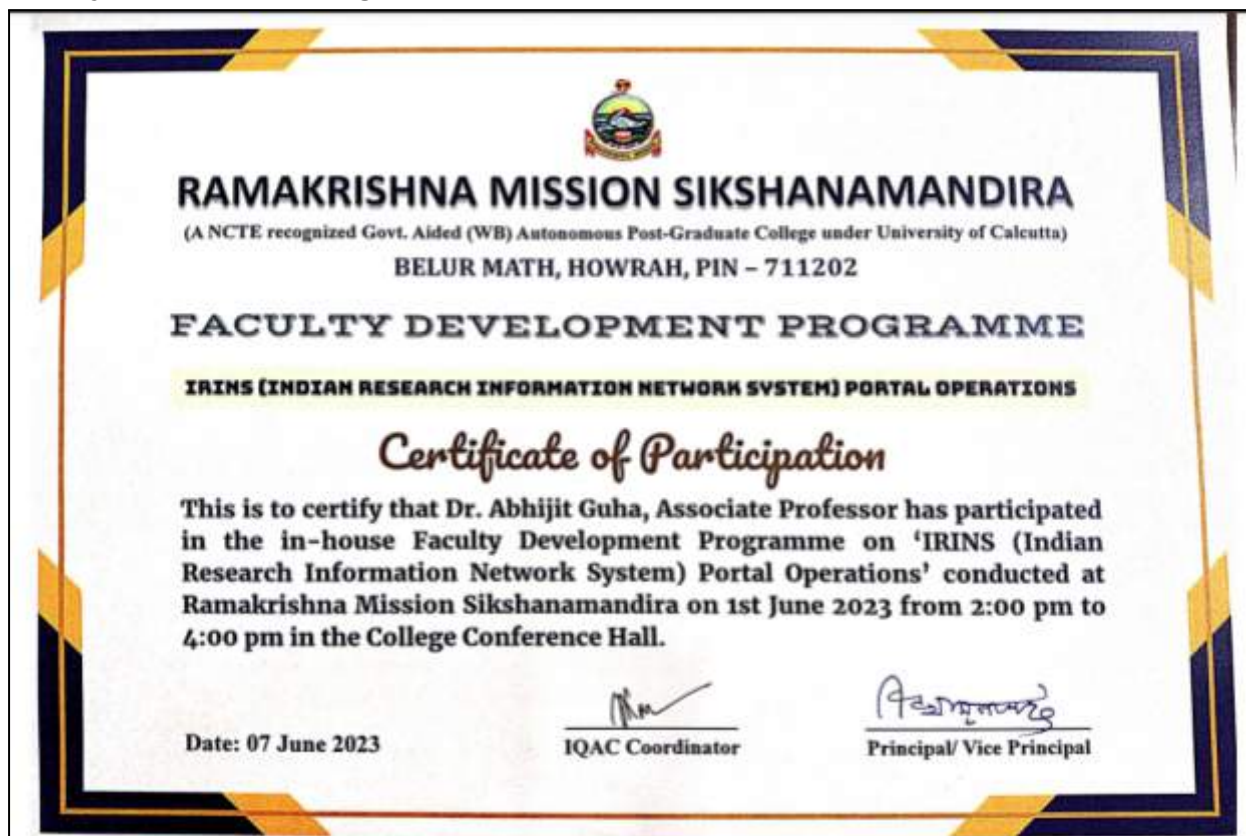 RAMAKRISHNA MISSION SIKSHANAMANDIRA
(A NCTE recognized Govt. Aided (WB) Autonomous Post-Graduate College under University of Calcutta)
BELUR MATH, HOWRAH, PIN – 711202
FACULTY DEVELOPMENT PROGRAMME
IRINS (INDIAN RESEARCH INFORMATION NETWORK SYSTEM) PORTAL OPERATIONS
Certificate of Participation
This is to certify that Dr. Abhijit Guha, Associate Professor has participated
in the in-house Faculty Development Programme on ‘IRINS (Indian
Research Information Network System) Portal Operations’ conducted at
Ramakrishna Mission Sikshanamandira on 1st June 2023 from 2:00 pm to
4:00 pm in the College Conference Hall.
Date: 07 June 2023
IQAC Coordinator
Principal/ Vice Principal